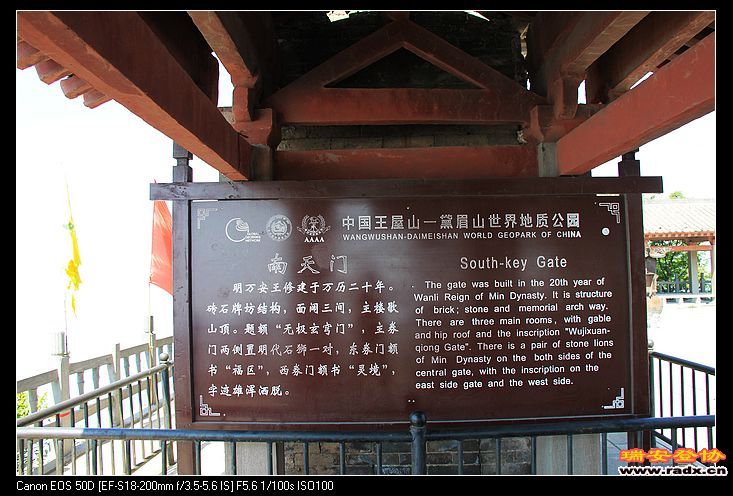 中国王屋山—黛眉山世界地质公园
WANGWUSHAN-DAIMEISHAN WORLD GEOPARK OF CHINA
AAAA
南天门
明万安王修建于万历二十年。
砖石牌坊结构，面阔三间，主楼歇
山顶。题额“无极玄穹门”，主券
门两侧置明代石狮一对，东券门额
书“福区”，西券门额书“灵境”，
字迹雄浑洒脱。
South-key Gate
The gate was built in the 20th year of
Wanli Reign of Min Dynasty. It is structure
of brick; stone and memorial arch way.
There are three main rooms, with gable
and hip roof and the inscription "Wujixuan-
qiong Gate". There is a pair of stone lions
of Min Dynasty on the both sides of the
central gate, with the inscription on the
east side gate and the west side.
瑞安登协
www.radx.cn
Canon EOS 50D [EF-S18-200mm f/3.5-5.6 IS] F5.6 1/100s ISO100